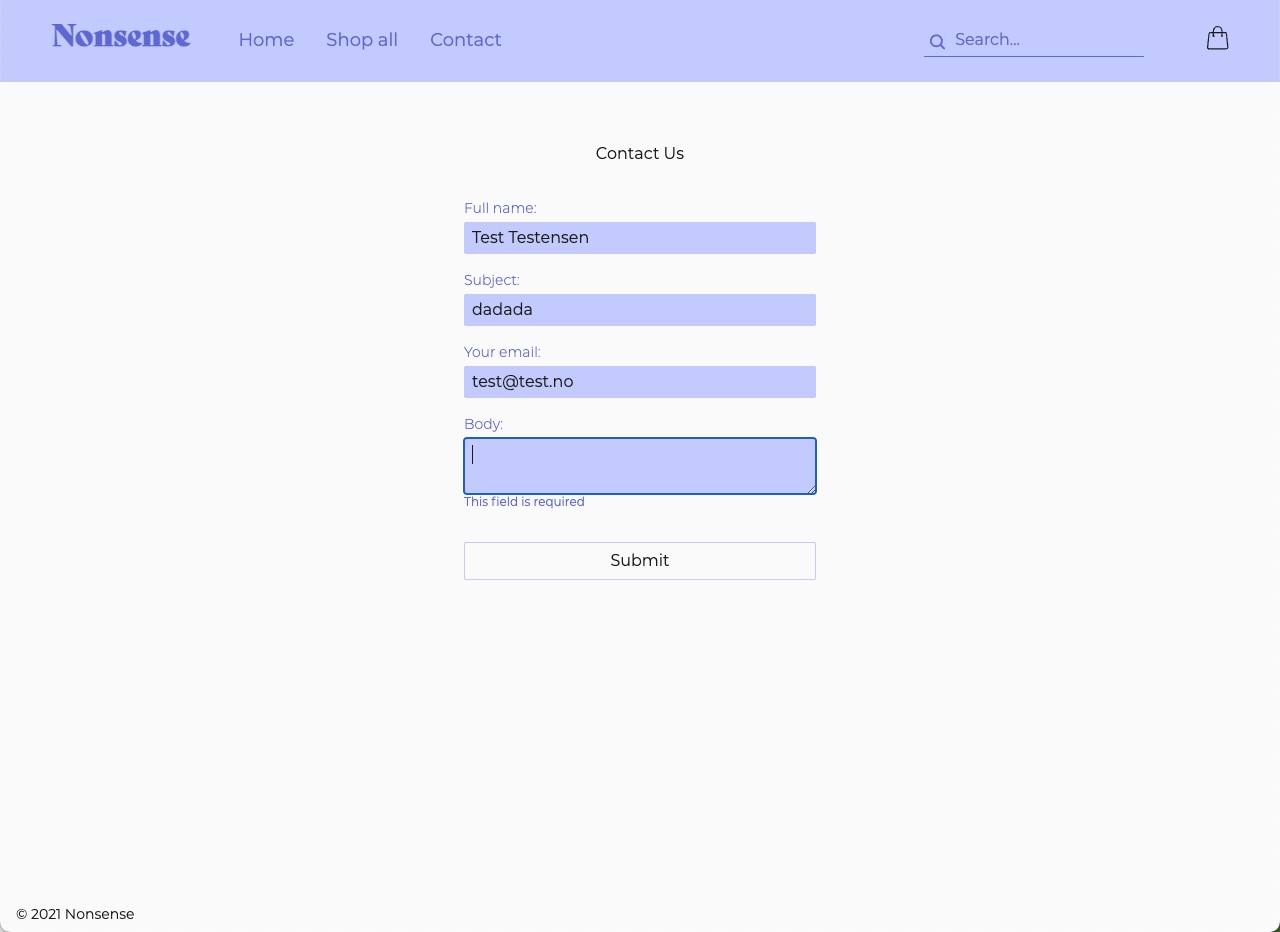 Nonsense Home Shop all Contact Search...
Contact Us
Full name:
Test Testensen
Subject:
dadada
Your email:
test@test.no
Body:
This field is required
Submit
© 2021 Nonsense